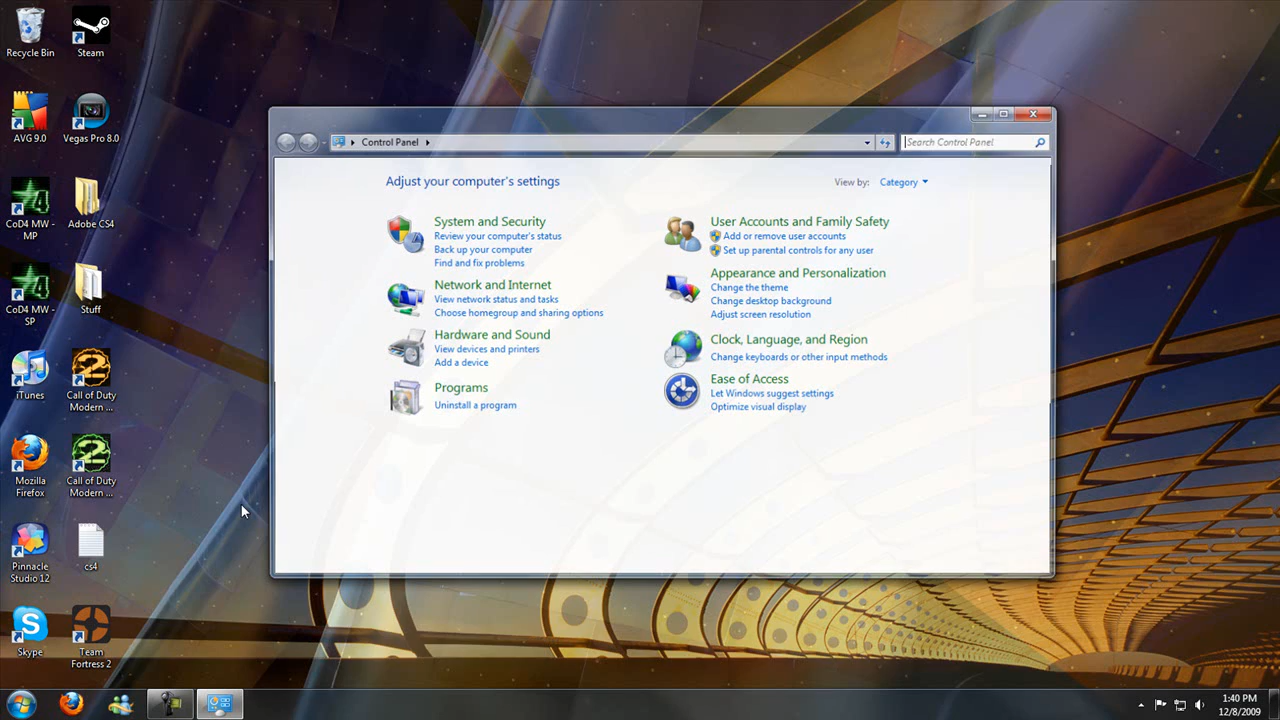 Recycle Bin
Steam
AVG 9.0
Vegas Pro 8.0
CoD4 MW -
MP
Adobe CS4
CoD4 MW -
SP
Stuff
iTunes
Call of Duty
Modern ...
Mozilla
Firefox
Call of Duty
Modern ...
Pinnacle
Studio 12
cs4
Skype
Team
Fortress 2
Control Panel
Search Control Panel
Adjust your computer's settings
View by: Category
System and Security
Review your computer's status
Back up your computer
Find and fix problems
Network and Internet
View network status and tasks
Choose homegroup and sharing options
Hardware and Sound
View devices and printers
Add a device
Programs
Uninstall a program
User Accounts and Family Safety
Add or remove user accounts
Set up parental controls for any user
Appearance and Personalization
Change the theme
Change desktop background
Adjust screen resolution
Clock, Language, and Region
Change keyboards or other input methods
Ease of Access
Let Windows suggest settings
Optimize visual display
1:40 PM
12/8/2009